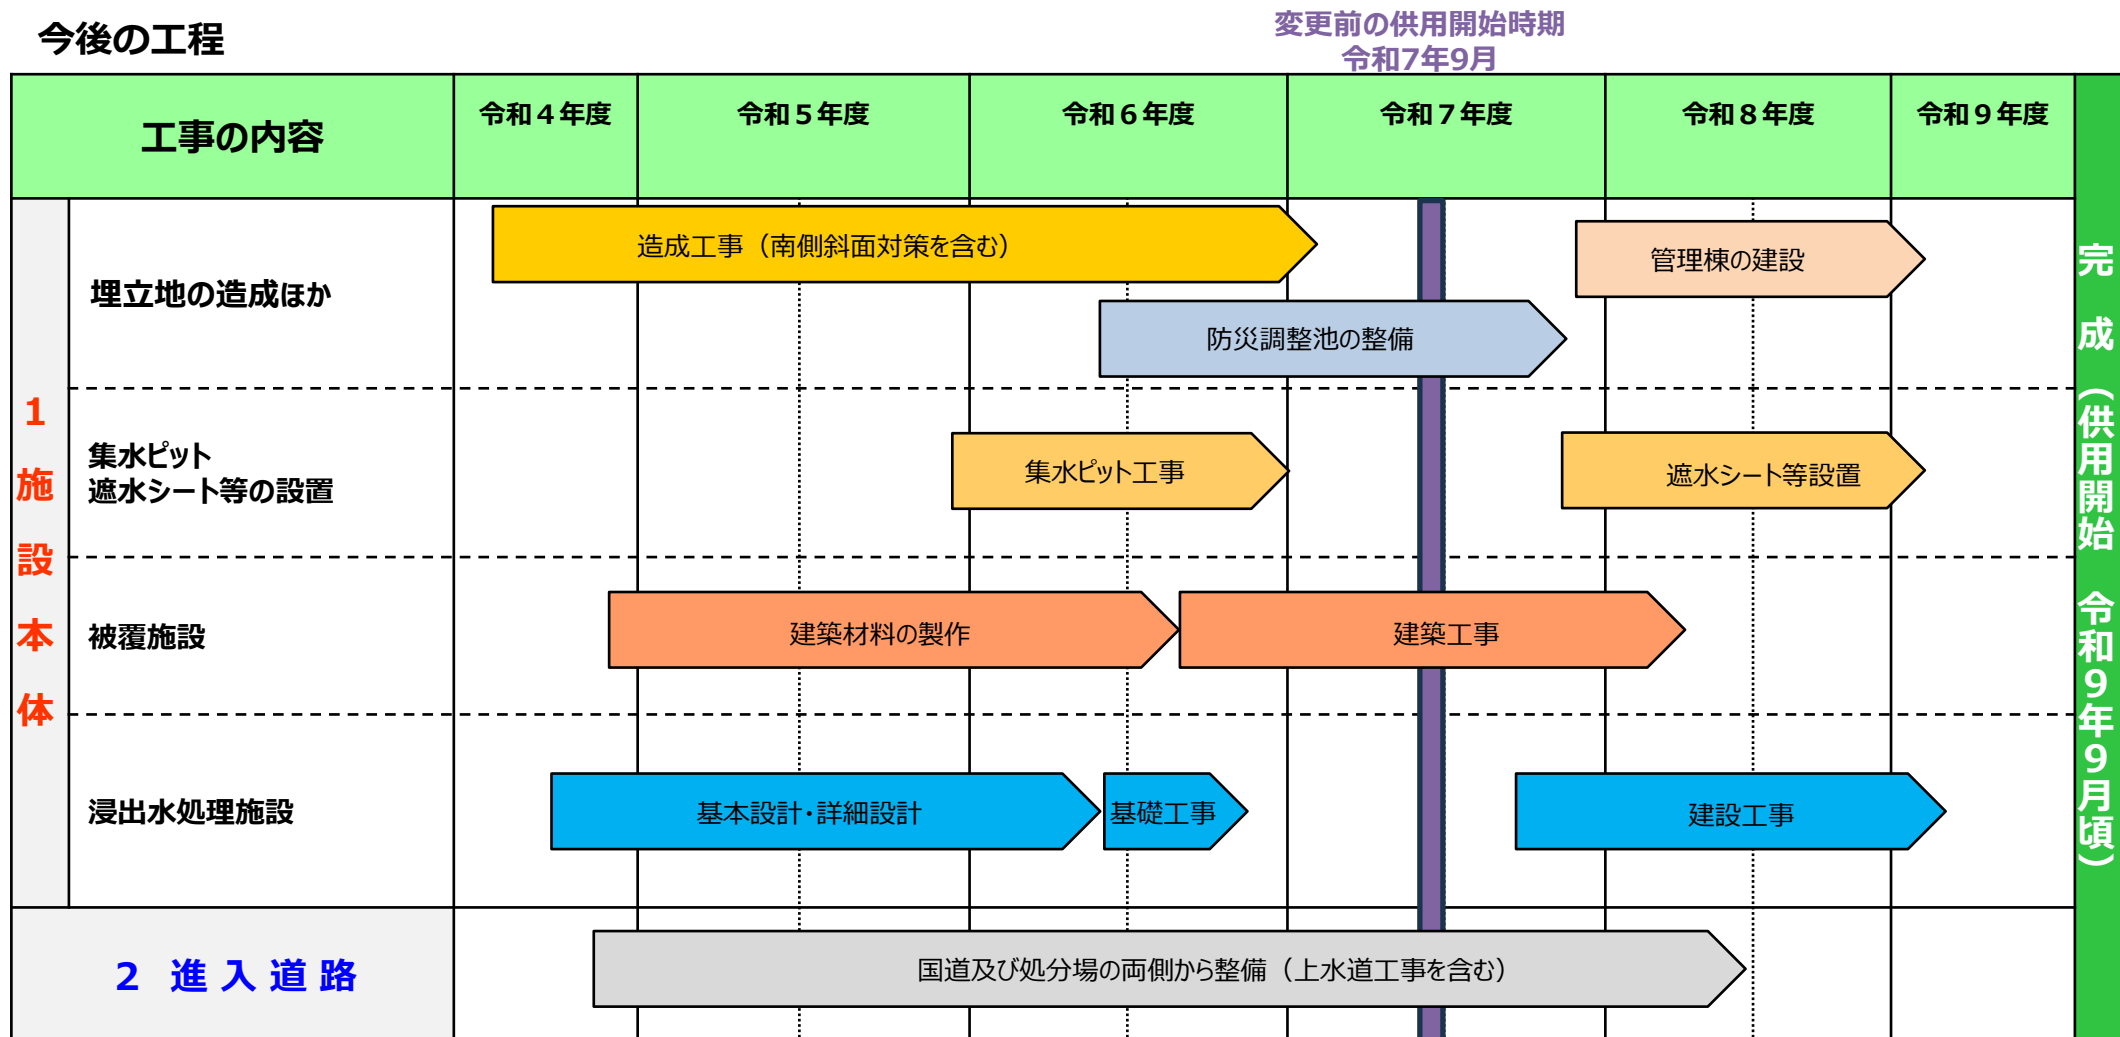 今後の工程
変更前の供用開始時期
令和7年9月
工事の内容
令和４年度
令和５年度
令和６年度
令和７年度
令和８年度
令和９年度
1施設本体
埋立地の造成ほか
造成工事（南側斜面対策を含む）
管理棟の建設
防災調整池の整備
集水ピット
遮水シート等の設置
集水ピット工事
遮水シート等設置
被覆施設
建築材料の製作
建築工事
浸出水処理施設
基本設計・詳細設計
基礎工事
建設工事
2 進入道路
国道及び処分場の両側から整備（上水道工事を含む）
完成（供用開始 令和９年９月頃）